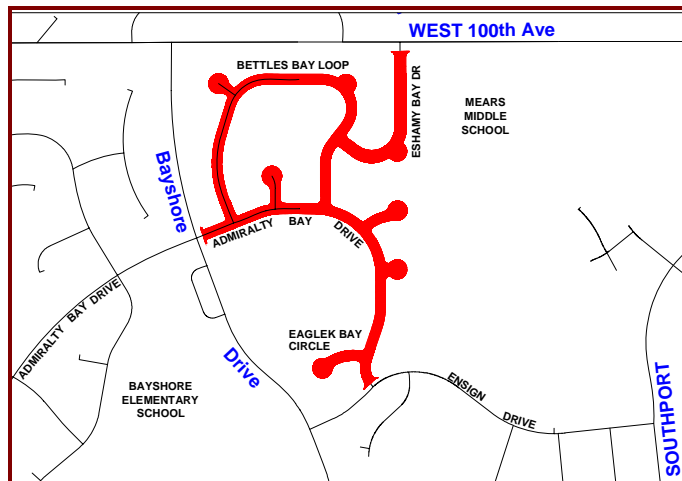 WEST 100th Ave
BETTLES BAY LOOP
ESHAMY BAY DR
MEARS
MIDDLE
SCHOOL
Bayshore
ADMIRALTY BAY DRIVE
ADMIRALTY BAY DRIVE
EAGLEK BAY
CIRCLE
Drive
BAYSHORE
ELEMENTARY
SCHOOL
ENSIGN DRIVE
SOUTHPORT